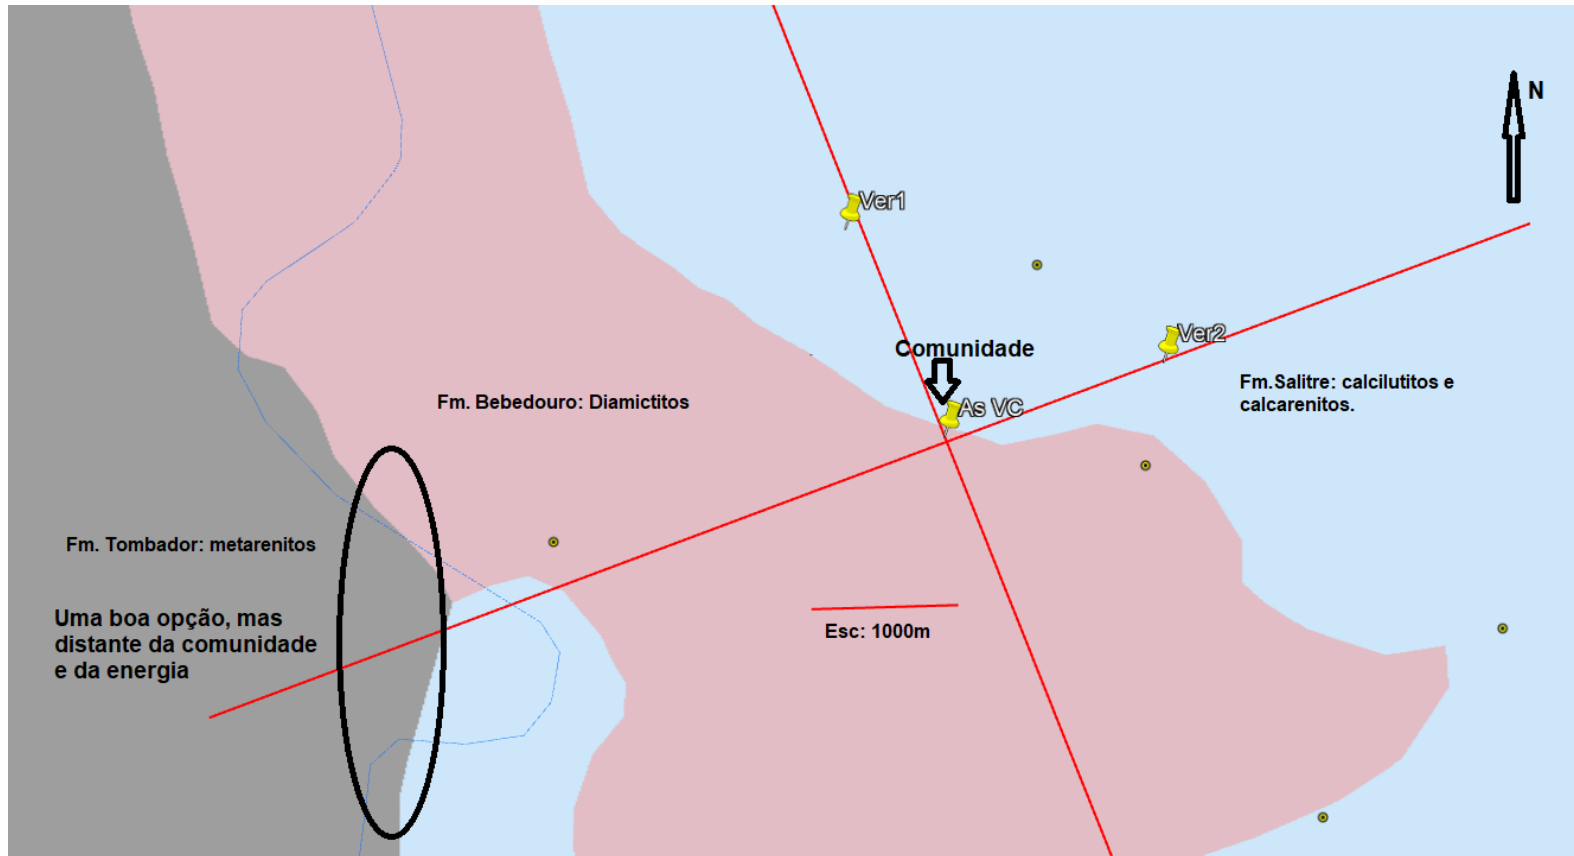 N
Ver1
Ver2
Comunidade
Fm.Salitre: calcilutitos e
calcarenitos.
Fm. Bebedouro: Diamictitos
As VC
Fm. Tombador: metarenitos
Uma boa opção, mas
distante da comunidade
e da energia
Esc: 1000m